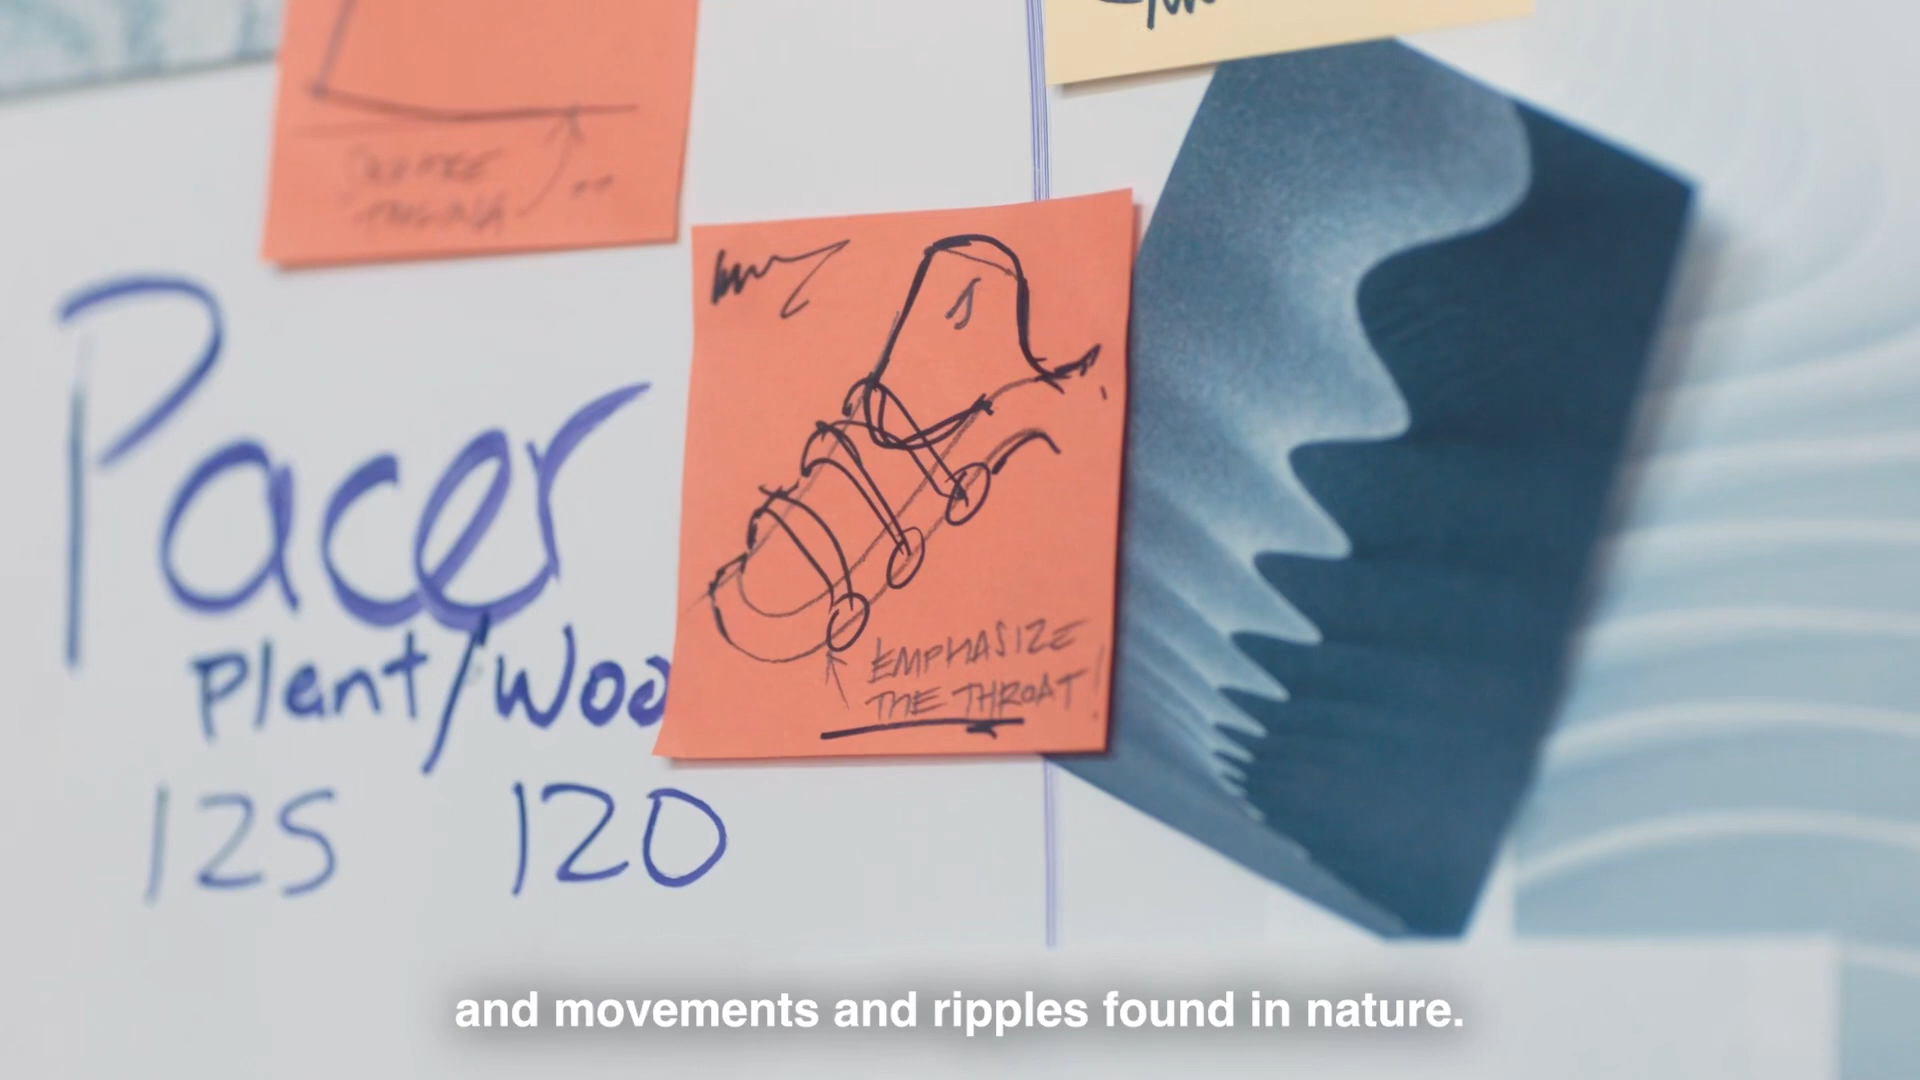 Pacer
Plant/Woo
125 120
EMPHASIZE
THE THROAT!
and movements and ripples found in nature.